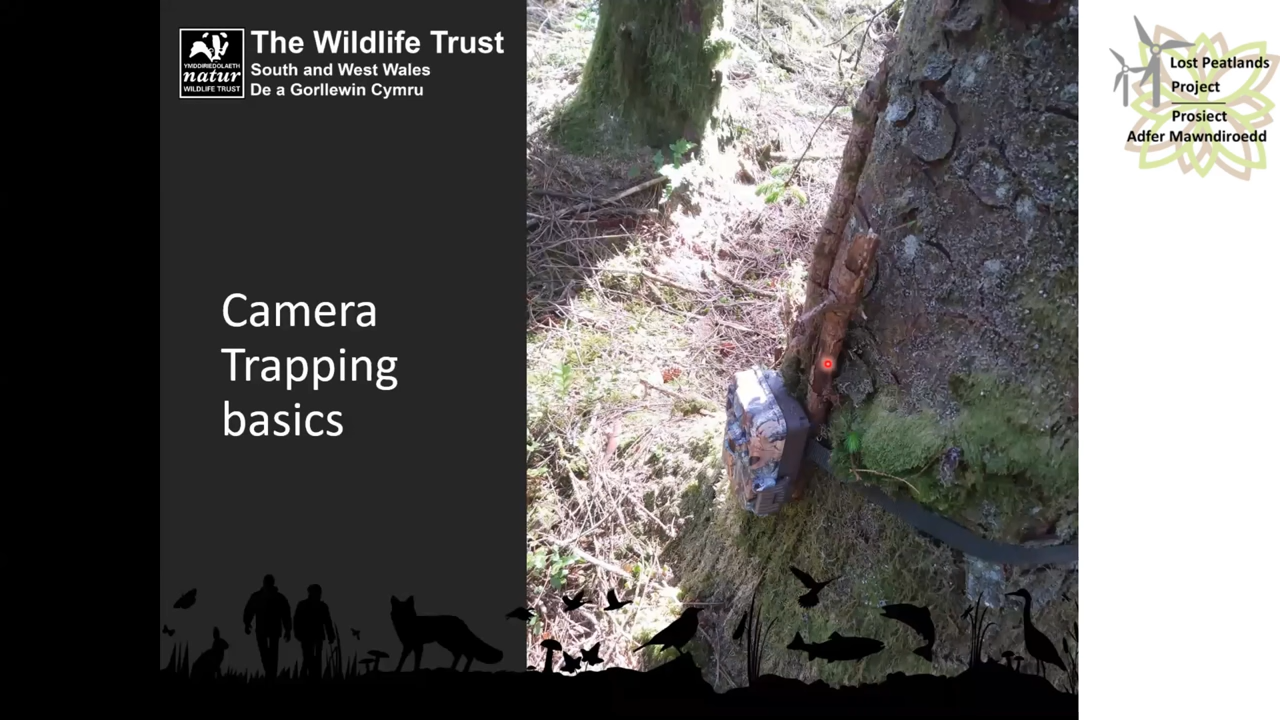 The Wildlife Trust
South and West Wales
De a Gorllewin Cymru
YMDDIRIEDOLAETH
natur
WILDLIFE TRUST
Lost Peatlands
Project
Prosiect
Adfer Mawndiroedd
Camera
Trapping
basics